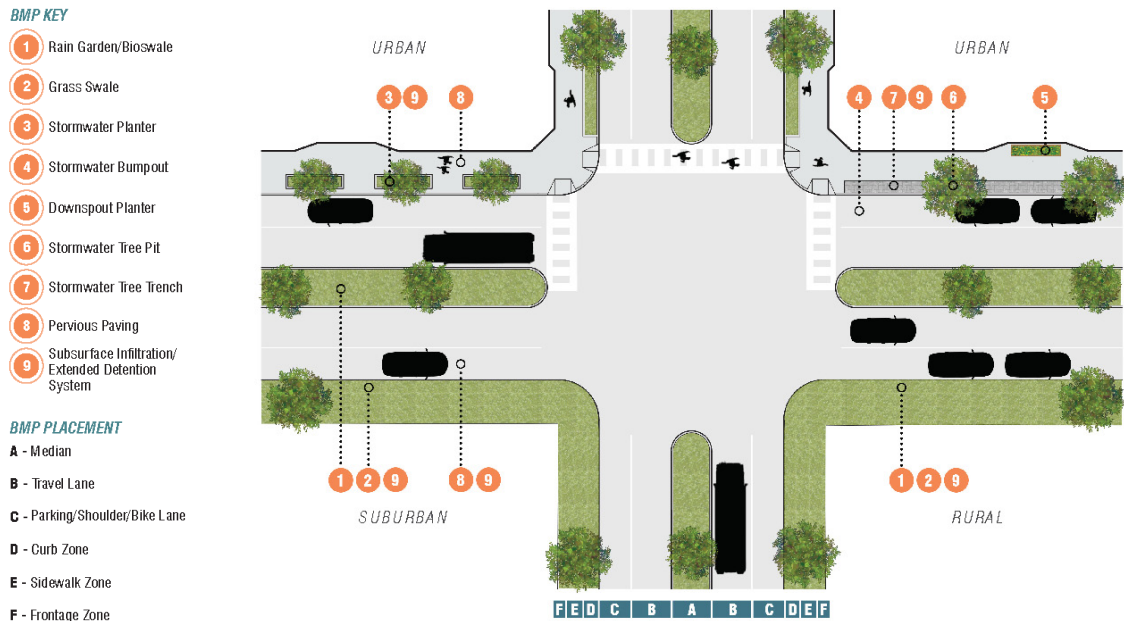 BMP KEY
1 Rain Garden/Bioswale
2 Grass Swale
3 Stormwater Planter
4 Stormwater Bumpout
5 Downspout Planter
6 Stormwater Tree Pit
7 Stormwater Tree Trench
8 Pervious Paving
9 Subsurface Infiltration/
Extended Detention
System
BMP PLACEMENT
A - Median
B - Travel Lane
C - Parking/Shoulder/Bike Lane
D - Curb Zone
E - Sidewalk Zone
F - Frontage Zone
URBAN
URBAN
3 9 8
4 7 9 6 5
1 2 9 8 9
1 2 9
SUBURBAN
RURAL
F E D C B A B C D E F